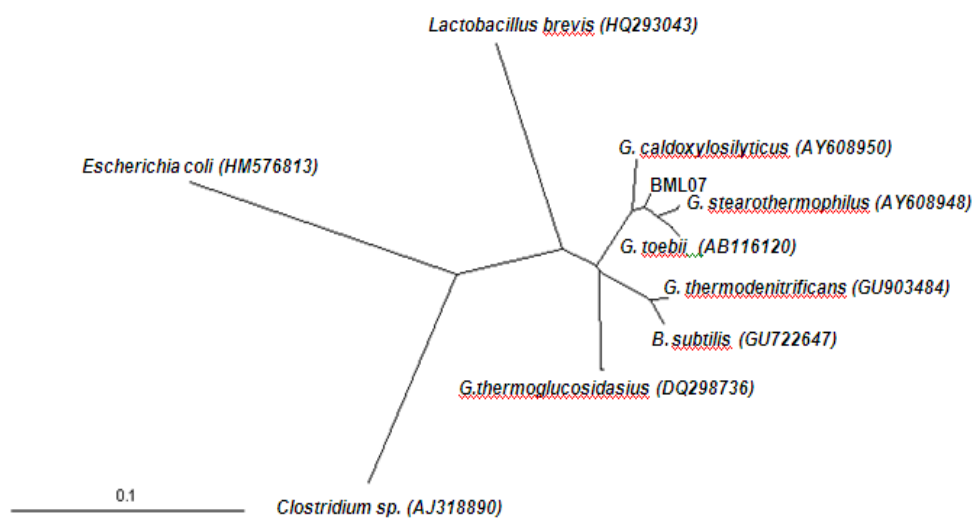 Lactobacillus brevis (HQ293043)
G. caldoxylosilyticus (AY608950)
Escherichia coli (HM576813)
BML07
G. stearothermophilus (AY608948)
G. toebii (AB116120)
G. thermodenitrificans (GU903484)
B. subtilis (GU722647)
G.thermoglucosidasius (DQ298736)
0.1
Clostridium sp. (AJ318890)